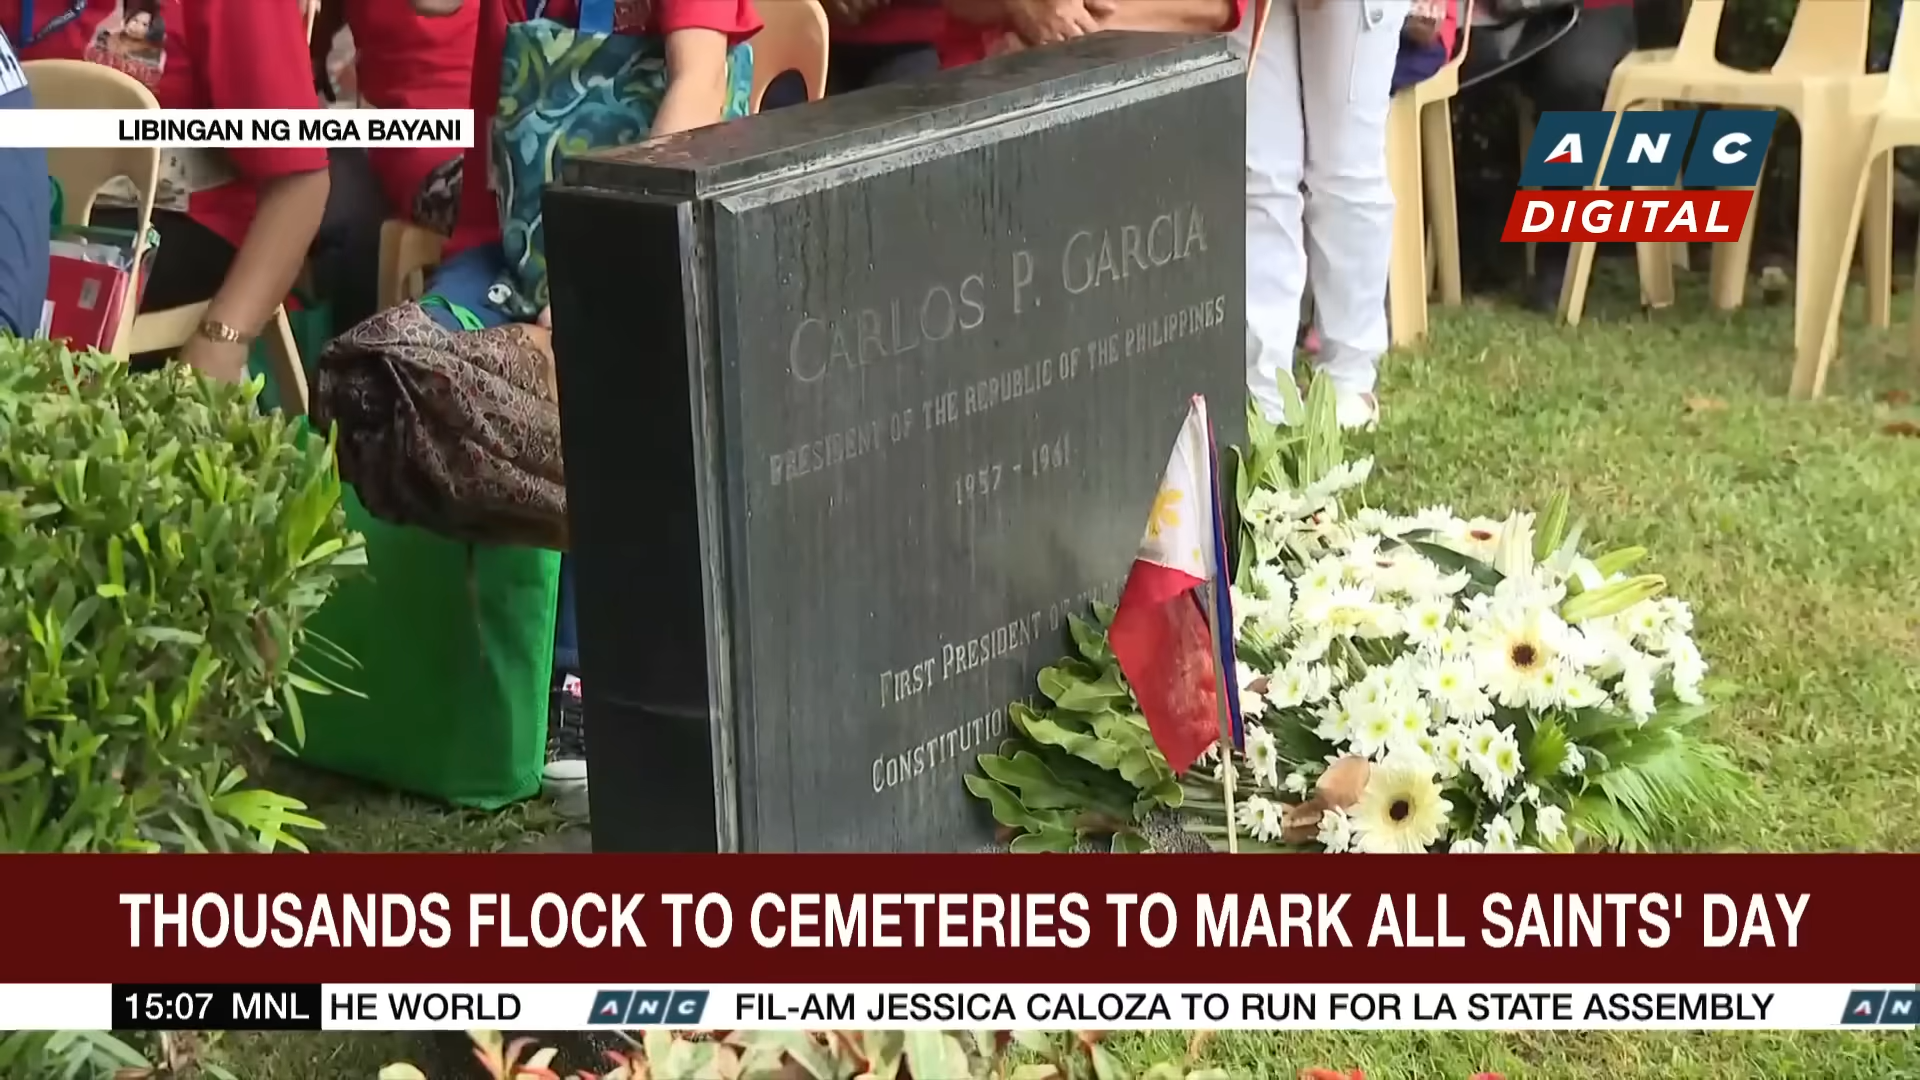 LIBINGAN NG MGA BAYANI
ANC
DIGITAL
CARLOS P. GARCIA
PRESIDENT OF THE REPUBLIC OF THE PHILIPPINES
1957 - 1961
FIRST PRESIDENT OF
THOUSANDS FLOCK TO CEMETERIES TO MARK ALL SAINTS' DAY
15:07 MNL HE WORLD ANC FIL-AM JESSICA CALOZA TO RUN FOR LA STATE ASSEMBLY AN